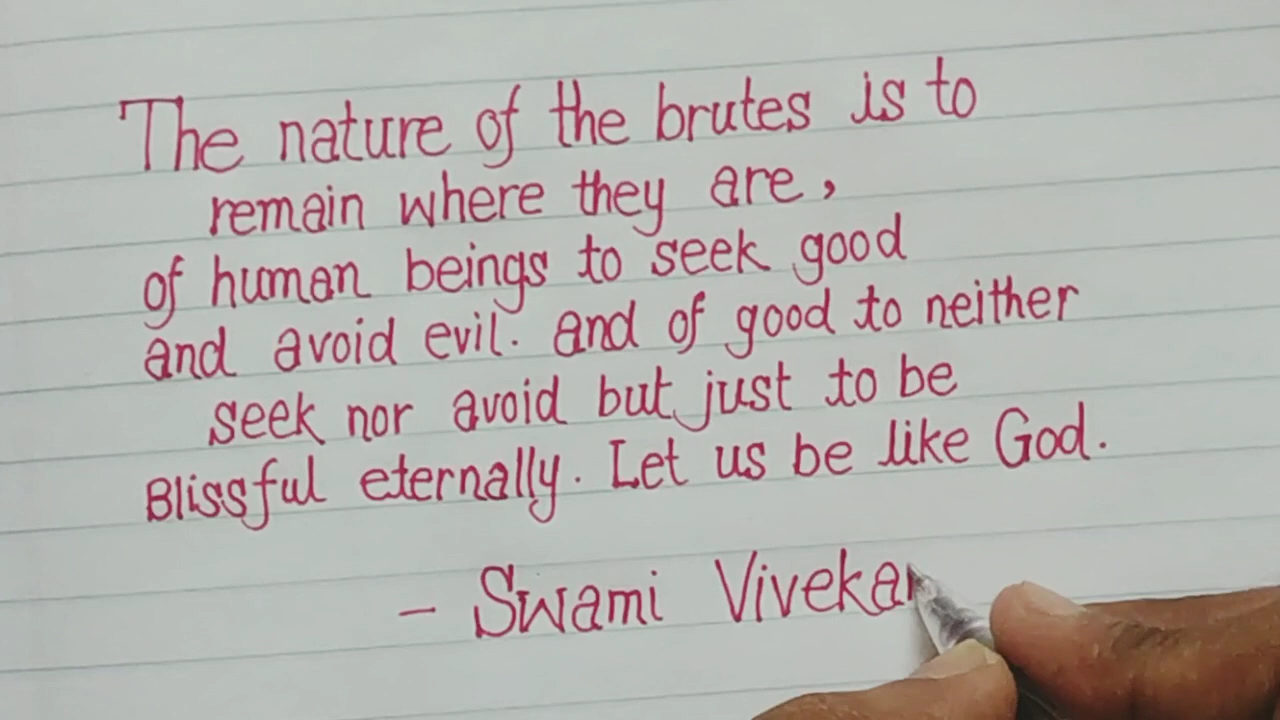 The nature of the brutes is to
remain where they are,
of human beings to seek good
and avoid evil. and of good to neither
seek nor avoid but just to be
Blissful eternally. Let us be like God.
- Swami Viveka